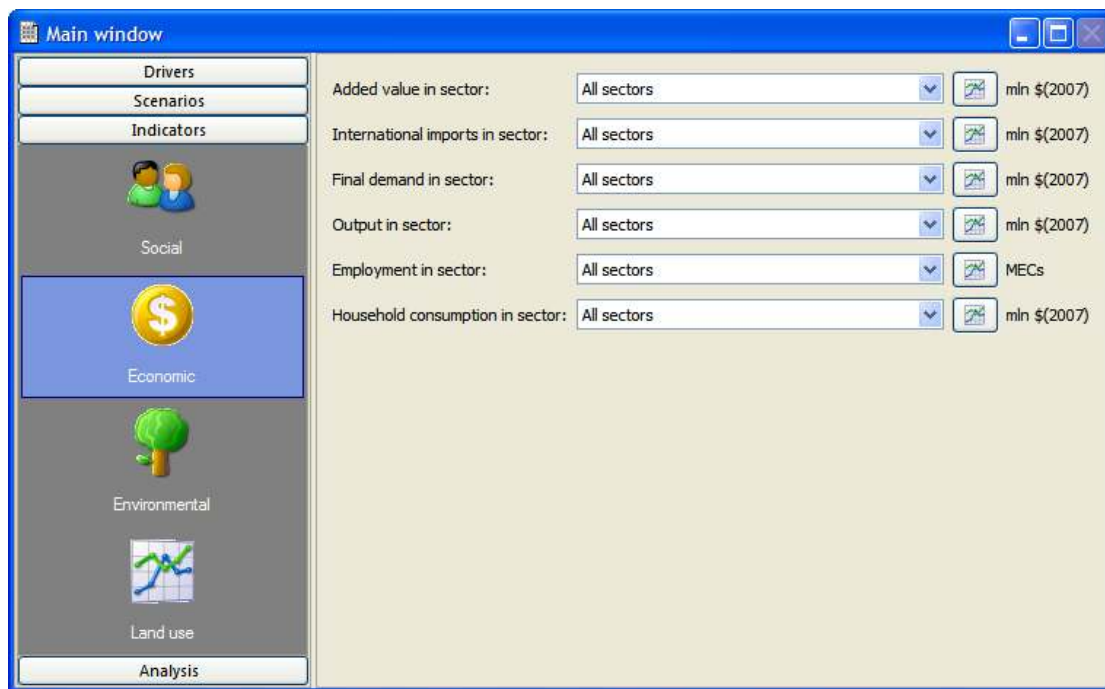 Main window
Drivers
Scenarios
Indicators
Social
Economic
Environmental
Land use
Analysis
Added value in sector: All sectors mln $(2007)
International imports in sector: All sectors mln $(2007)
Final demand in sector: All sectors mln $(2007)
Output in sector: All sectors mln $(2007)
Employment in sector: All sectors MECs
Household consumption in sector: All sectors mln $(2007)